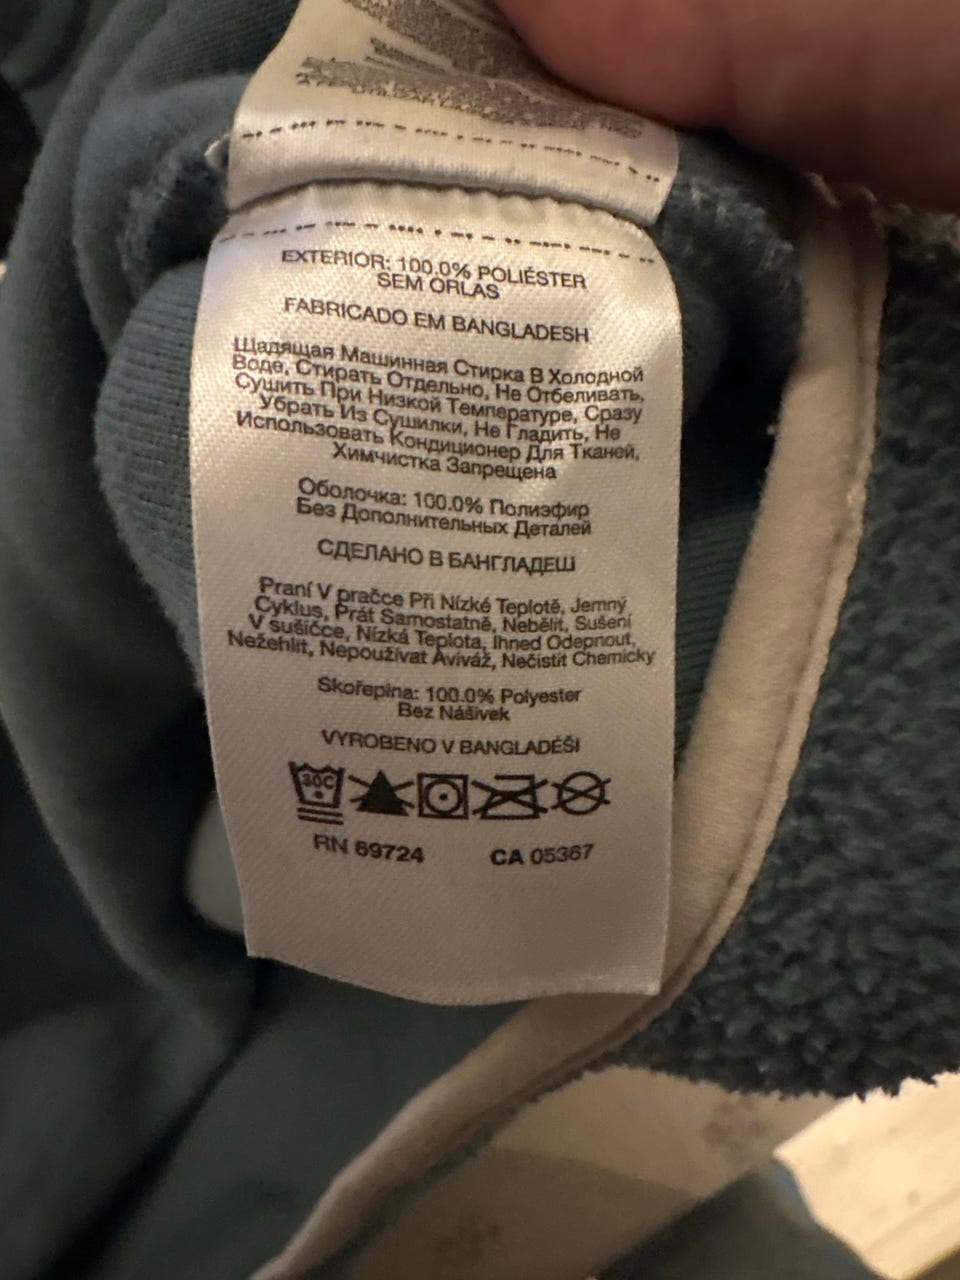 A REUTILIZAR LA
EXTERIOR: 100.0% POLIÉSTER
SEM ORLAS
FABRICADO EM BANGLADESH
Щадящая Машинная Стирка В Холодной
Воде, Стирать Отдельно, Не Отбеливать,
Сушить При Низкой Температуре, Сразу
Убрать Из Сушилки, Не Гладить, Не
Использовать Кондиционер Для Тканей,
Химчистка Запрещена
Оболочка: 100.0% Полиэфир
Без Дополнительных Деталей
СДЕЛАНО В БАНГЛАДЕШ
Praní V pračce Při Nízké Teplotě, Jemný
Cyklus, Prát Samostatně, Nebělit, Sušení
V sušičce, Nízká Teplota, Ihned Odepnout,
Nežehlit, Nepoužívat Aviváž, Nečistit Chemicky
Skořepina: 100.0% Polyester
Bez Nášivek
VYROBENO V BANGLADÉŠI
30C
RN 69724 CA 05367